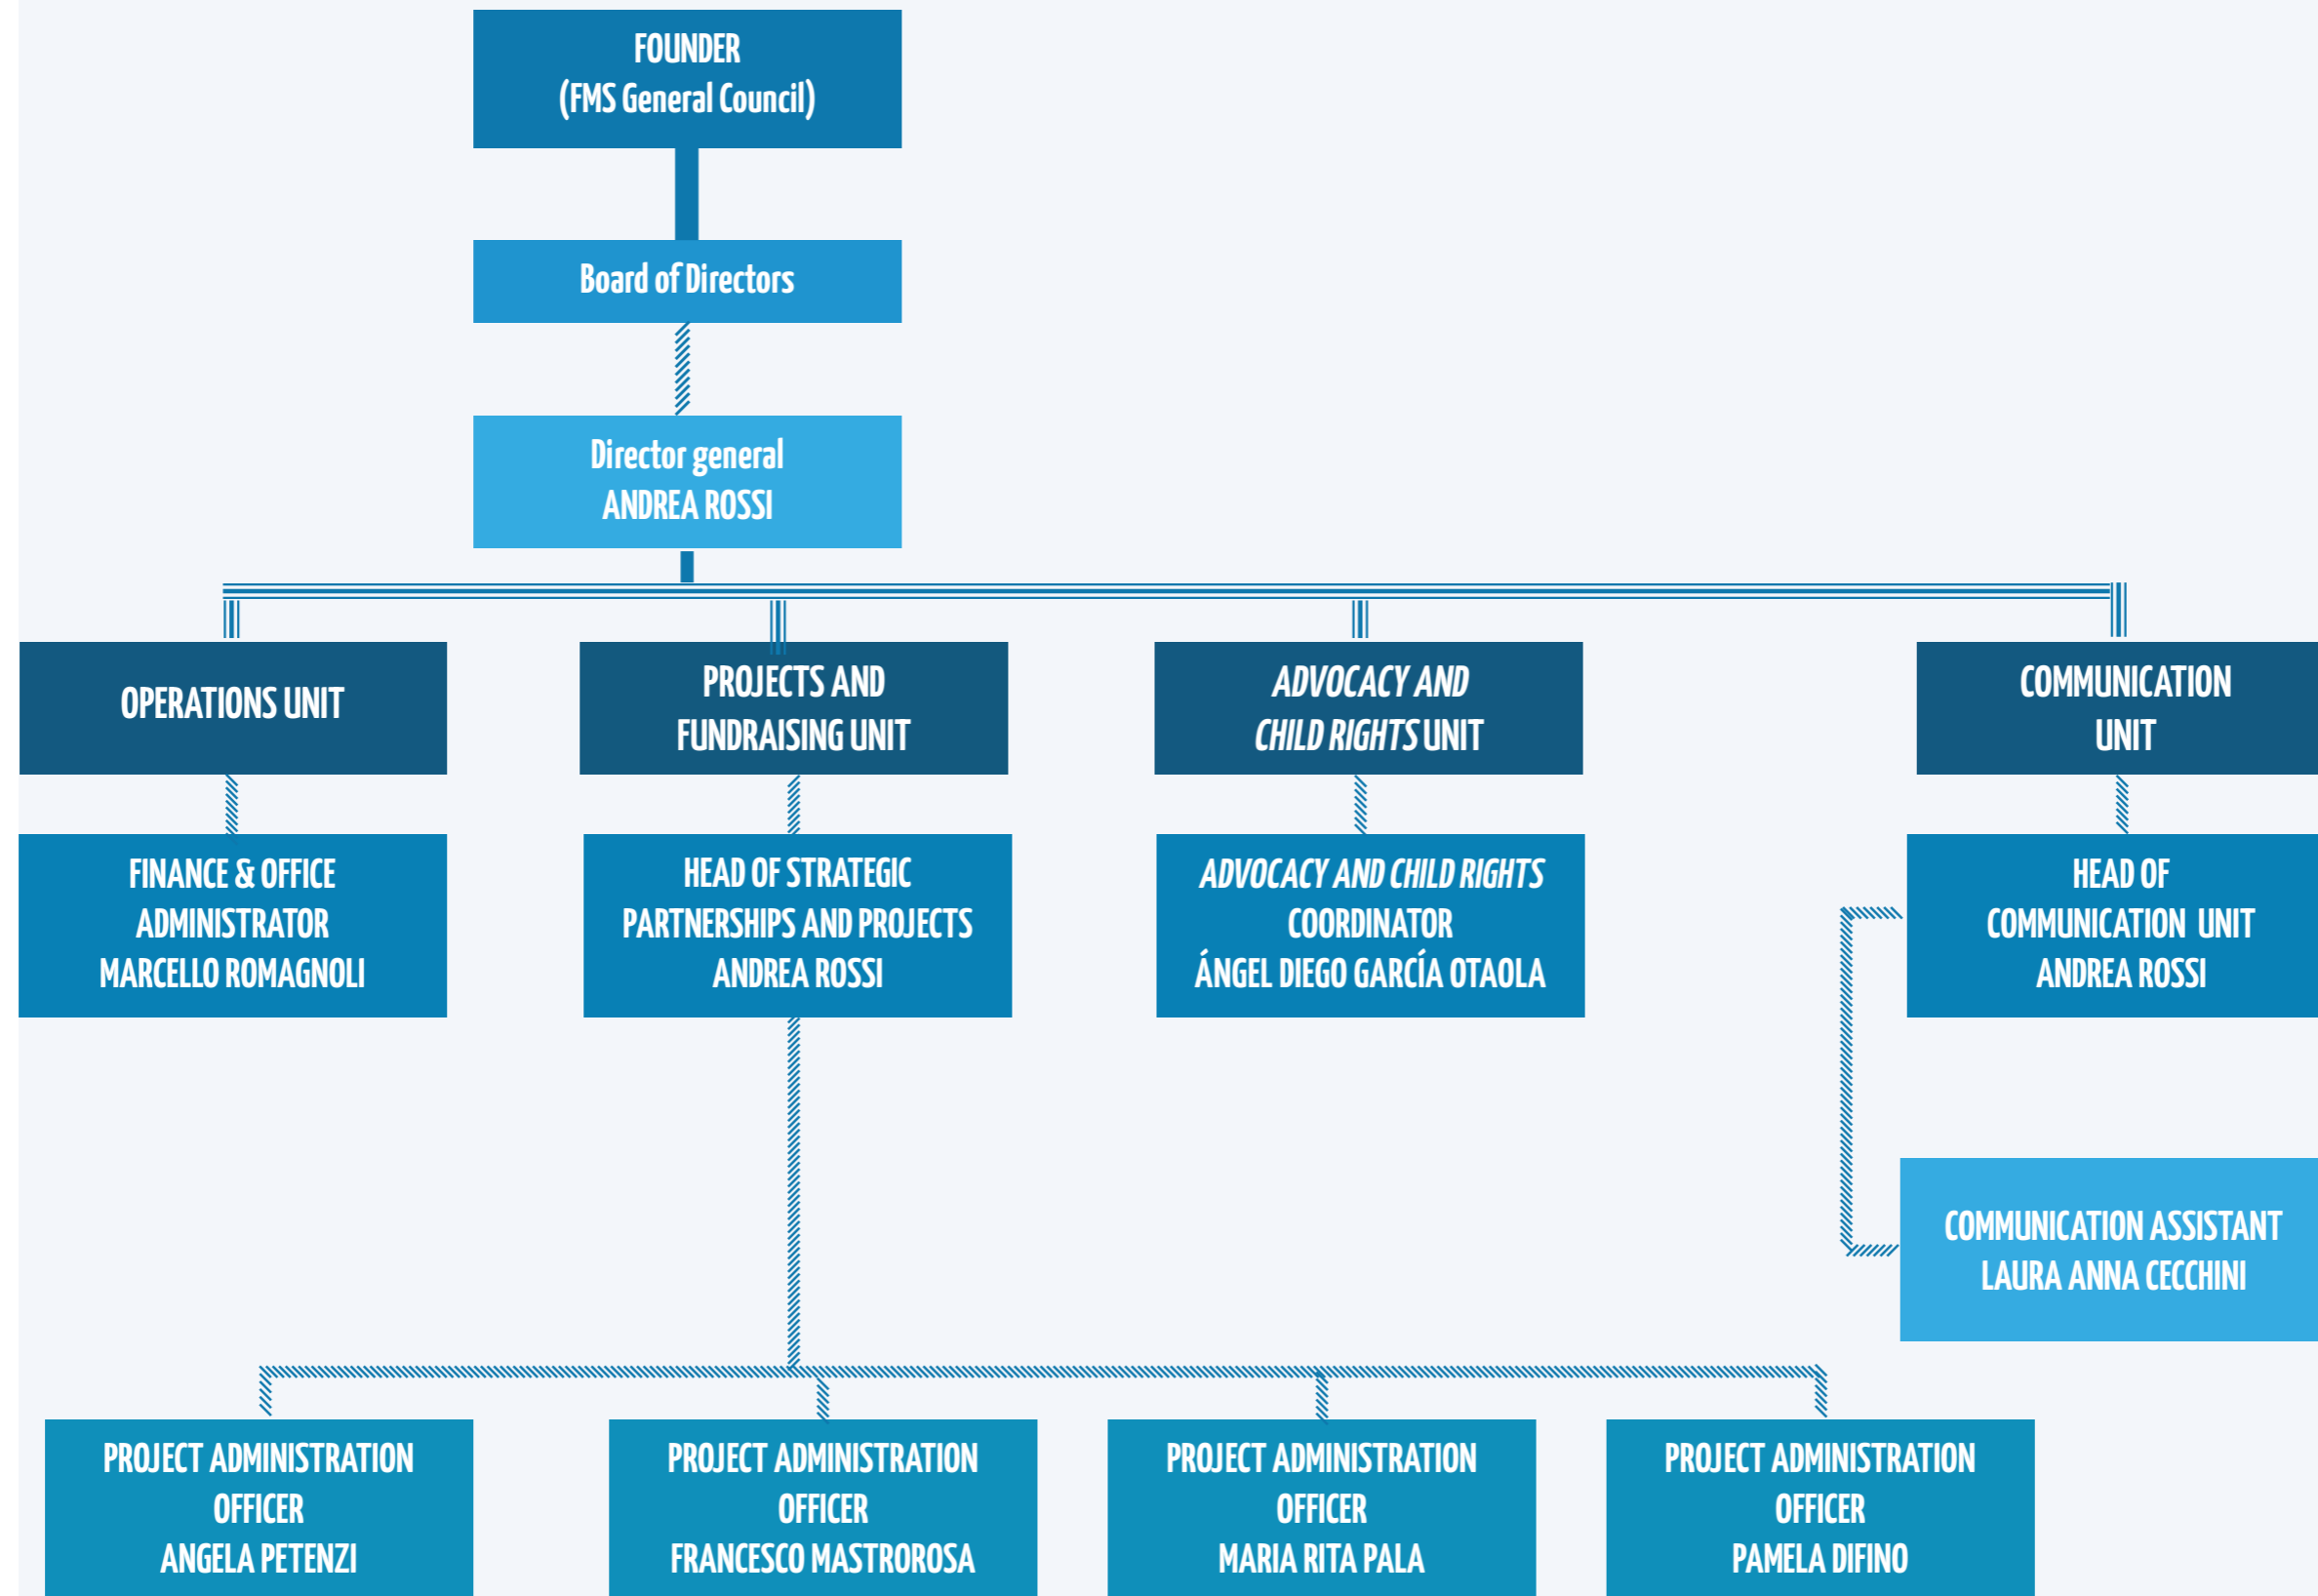 FOUNDER
(FMS General Council)
Board of Directors
Director general
ANDREA ROSSI
OPERATIONS UNIT
PROJECTS AND
FUNDRAISING UNIT
ADVOCACY AND
CHILD RIGHTS UNIT
COMMUNICATION
UNIT
FINANCE & OFFICE
ADMINISTRATOR
MARCELLO ROMAGNOLI
HEAD OF STRATEGIC
PARTNERSHIPS AND PROJECTS
ANDREA ROSSI
ADVOCACY AND CHILD RIGHTS
COORDINATOR
ÁNGEL DIEGO GARCÍA OTAOLA
HEAD OF
COMMUNICATION UNIT
ANDREA ROSSI
COMMUNICATION ASSISTANT
LAURA ANNA CECCHINI
PROJECT ADMINISTRATION
OFFICER
ANGELA PETENZI
PROJECT ADMINISTRATION
OFFICER
FRANCESCO MASTROROSA
PROJECT ADMINISTRATION
OFFICER
MARIA RITA PALA
PROJECT ADMINISTRATION
OFFICER
PAMELA DIFINO